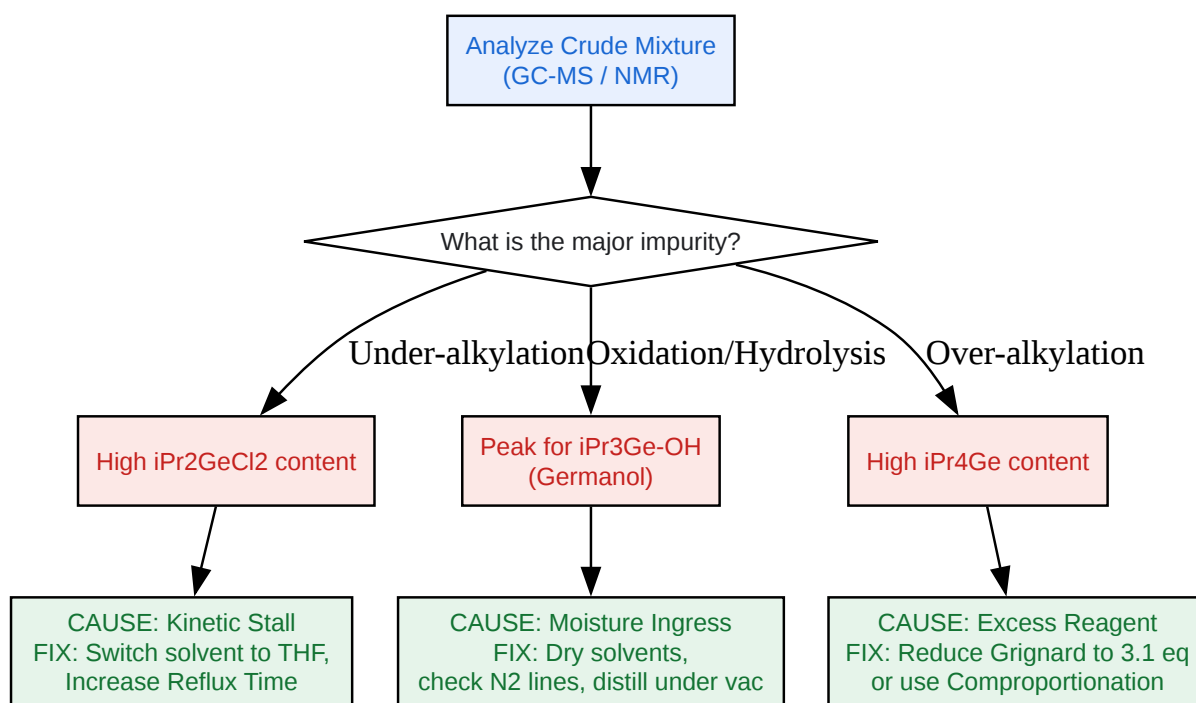 Analyze Crude Mixture
(GC-MS / NMR)
What is the major impurity?
Under-alkylation
Oxidation/Hydrolysis
Over-alkylation
High iPr2GeCl2 content
Peak for iPr3Ge-OH
(Germanol)
High iPr4Ge content
CAUSE: Kinetic Stall
FIX: Switch solvent to THF,
Increase Reflux Time
CAUSE: Moisture Ingress
FIX: Dry solvents,
check N2 lines, distill under vac
CAUSE: Excess Reagent
FIX: Reduce Grignard to 3.1 eq
or use Comproportionation